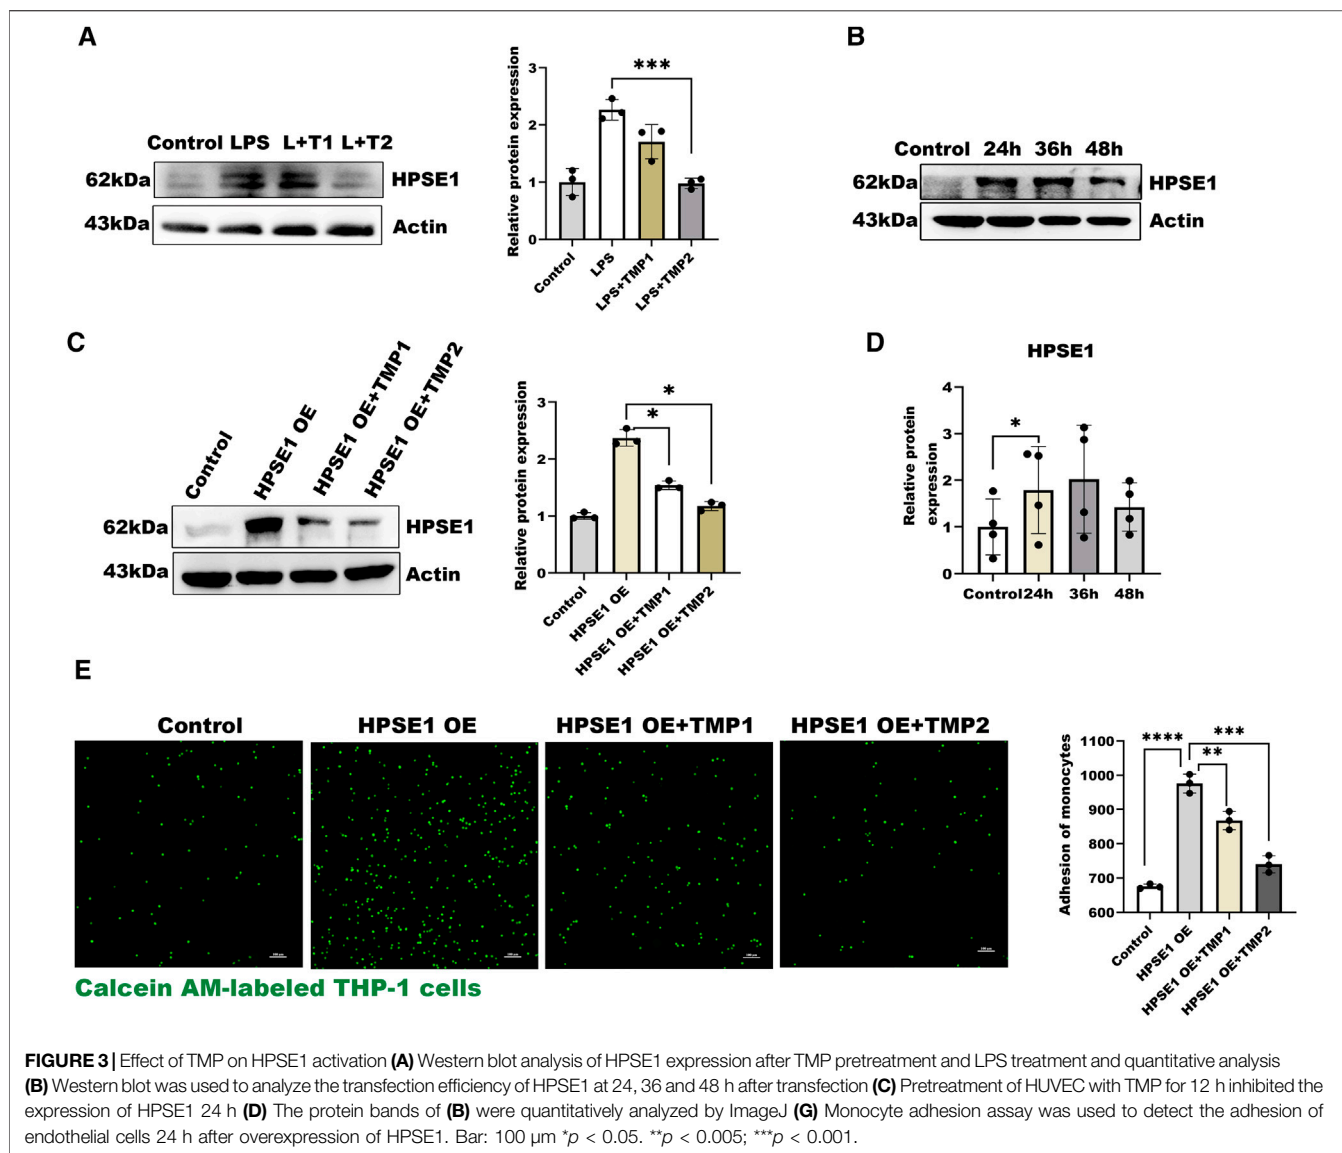 A
Control LPS L+T1 L+T2
62kDa
HPSE1
43kDa
Actin
Relative protein expression
3
2
1
0
***
Control
LPS
LPS+TMP1
LPS+TMP2
B
Control 24h 36h 48h
62kDa
HPSE1
43kDa
Actin
C
Control
HPSE1 OE
HPSE1 OE+TMP1
HPSE1 OE+TMP2
62kDa
HPSE1
43kDa
Actin
Relative protein expression
3
2
1
0
*
*
Control
HPSE1 OE
HPSE1 OE+TMP1
HPSE1 OE+TMP2
D
HPSE1
Relative protein
expression
4
3
2
1
0
*
Control 24h 36h 48h
E
Control HPSE1 OE HPSE1 OE+TMP1 HPSE1 OE+TMP2
100 μm 100 μm 100 μm 100 μm
Calcein AM-labeled THP-1 cells
Adhesion of monocytes
1100
1000
900
800
700
600
**** ***
**
Control
HPSE1 OE
HPSE1 OE+TMP1
HPSE1 OE+TMP2
FIGURE 3 | Effect of TMP on HPSE1 activation (A) Western blot analysis of HPSE1 expression after TMP pretreatment and LPS treatment and quantitative analysis
(B) Western blot was used to analyze the transfection efficiency of HPSE1 at 24, 36 and 48 h after transfection (C) Pretreatment of HUVEC with TMP for 12 h inhibited the
expression of HPSE1 24 h (D) The protein bands of (B) were quantitatively analyzed by ImageJ (G) Monocyte adhesion assay was used to detect the adhesion of
endothelial cells 24 h after overexpression of HPSE1. Bar: 100 μm *p < 0.05. **p < 0.005; ***p < 0.001.